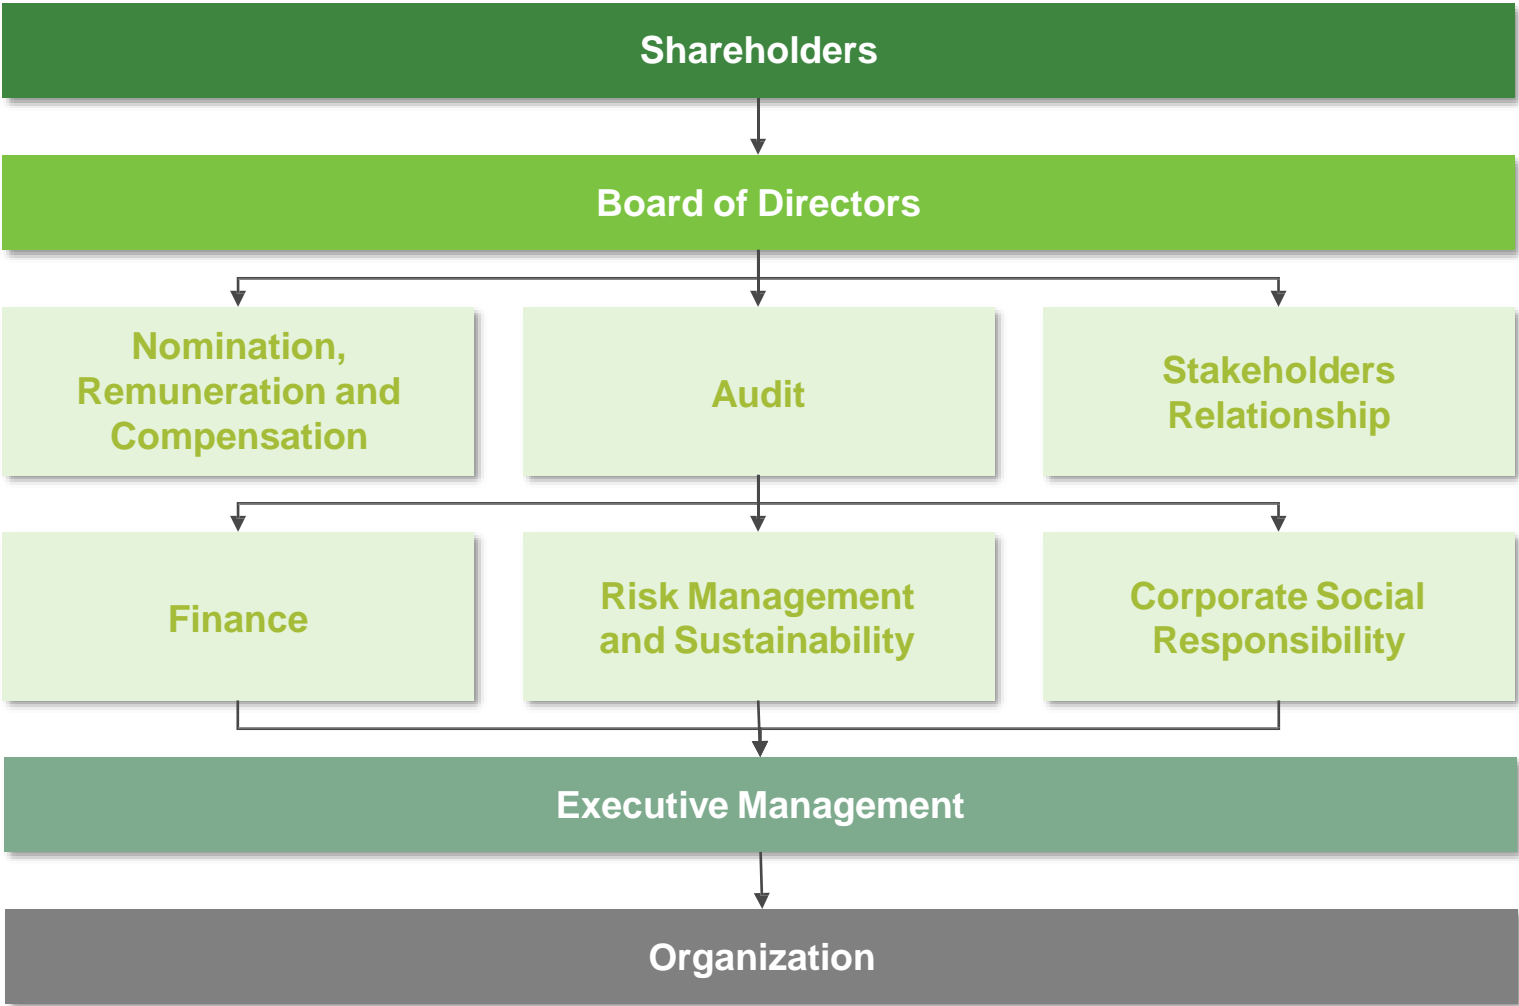 Shareholders
Board of Directors
Nomination,
Remuneration and
Compensation
Audit
Stakeholders
Relationship
Finance
Risk Management
and Sustainability
Corporate Social
Responsibility
Executive Management
Organization